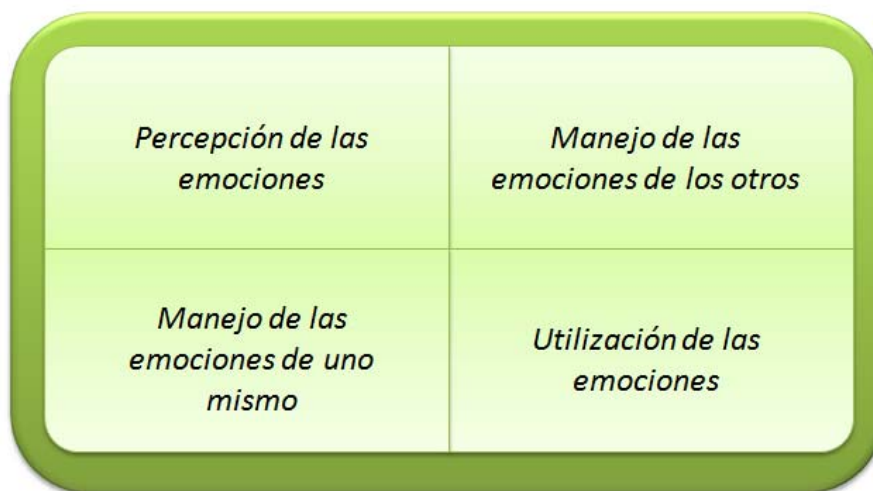 Percepción de las
emociones
Manejo de las
emociones de los otros
Manejo de las
emociones de uno
mismo
Utilización de las
emociones